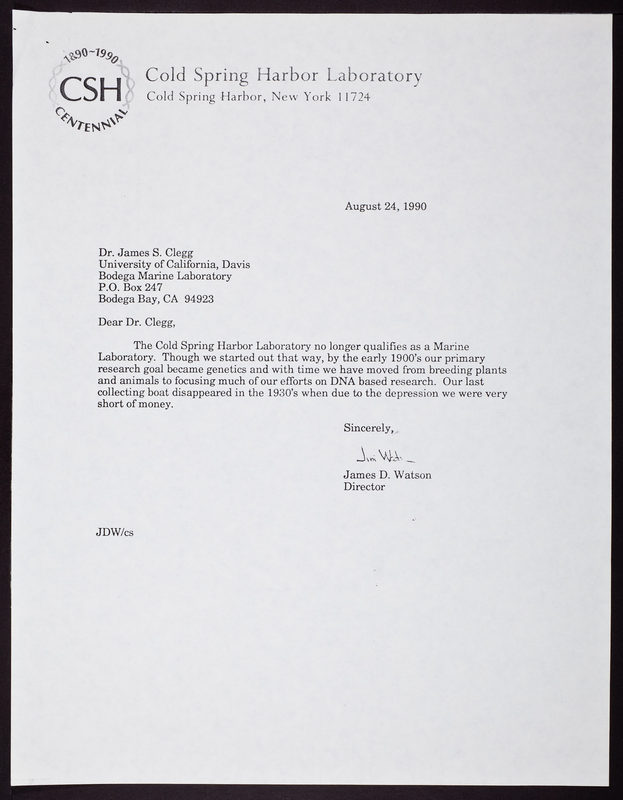 1890~1990
CSH
CENTENNIAL
Cold Spring Harbor Laboratory
Cold Spring Harbor, New York 11724
August 24, 1990
Dr. James S. Clegg
University of California, Davis
Bodega Marine Laboratory
P.O. Box 247
Bodega Bay, CA 94923
Dear Dr. Clegg,
The Cold Spring Harbor Laboratory no longer qualifies as a Marine
Laboratory. Though we started out that way, by the early 1900's our primary
research goal became genetics and with time we have moved from breeding plants
and animals to focusing much of our efforts on DNA based research. Our last
collecting boat disappeared in the 1930's when due to the depression we were very
short of money.
Sincerely,
Jim
James D. Watson
Director
JDW/cs